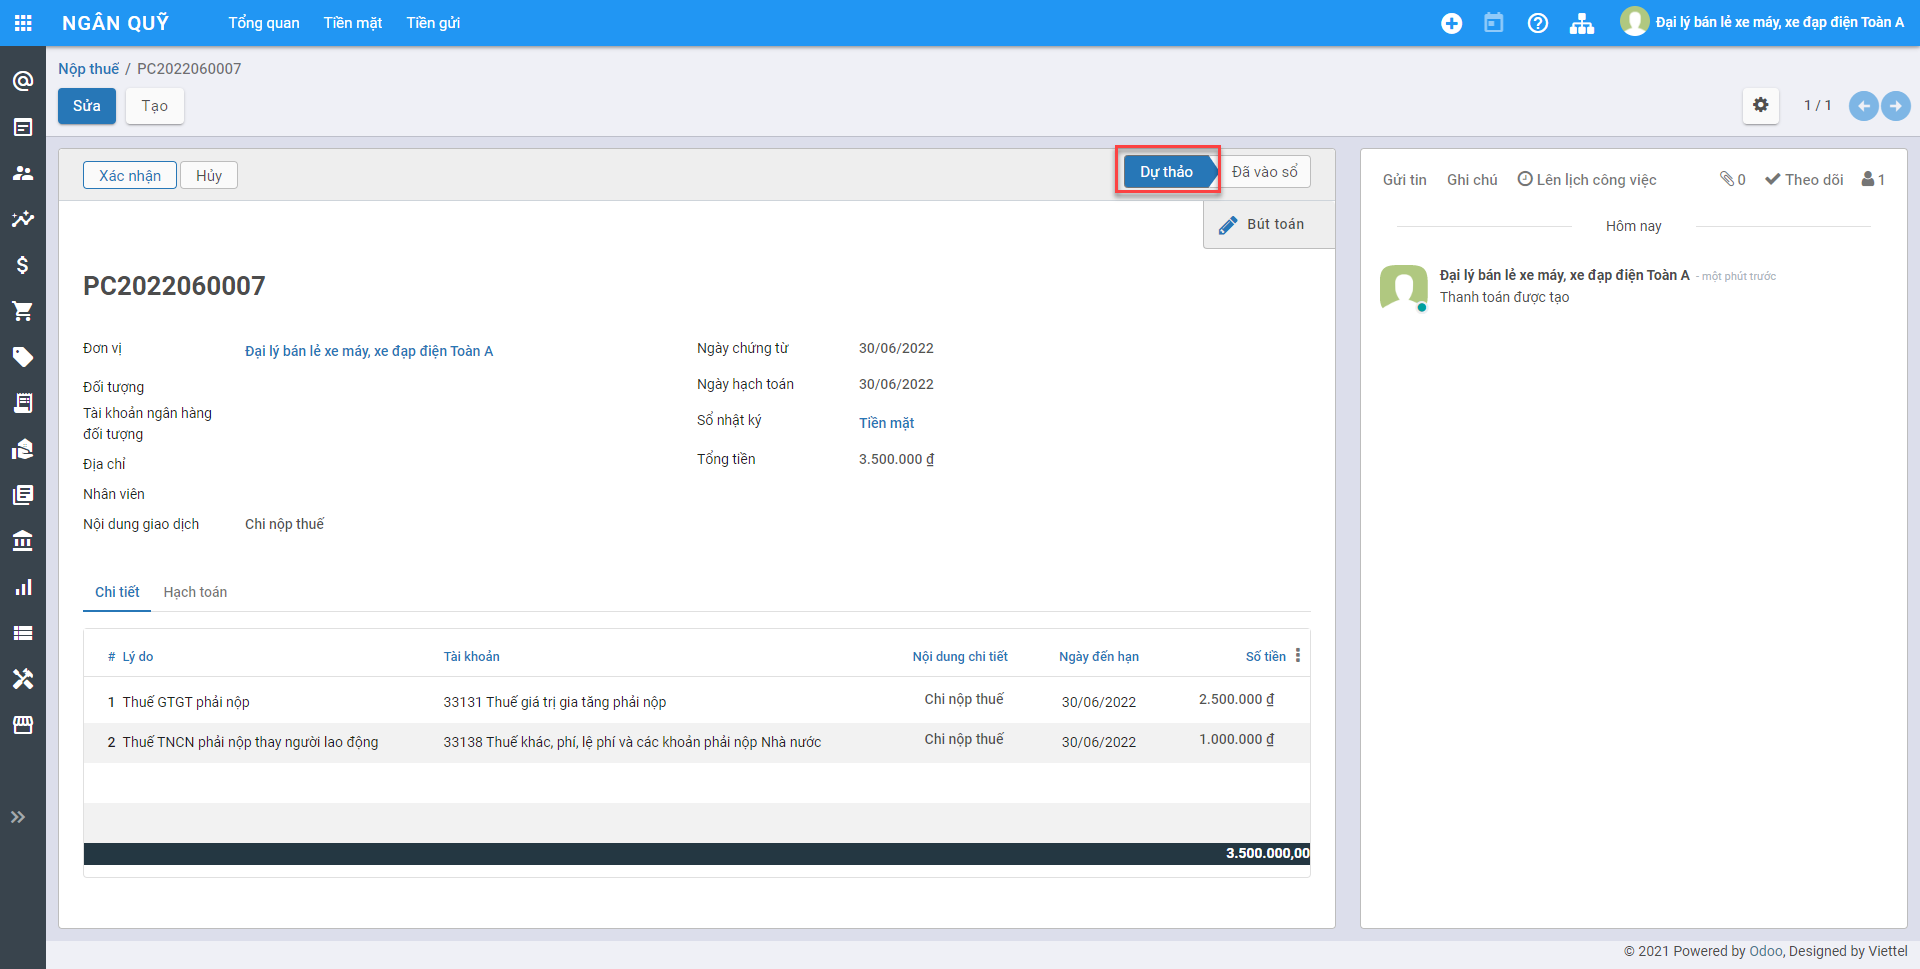 NGÂN QUỸ Tổng quan Tiền mặt Tiền gửi Đại lý bán lẻ xe máy, xe đạp điện Toàn A
Nộp thuế / PC2022060007
Sửa Tạo 1 / 1
Xác nhận Hủy Dự thảo Đã vào sổ
Bút toán
PC2022060007
Đơn vị Đại lý bán lẻ xe máy, xe đạp điện Toàn A
Đối tượng
Tài khoản ngân hàng
đối tượng
Địa chỉ
Nhân viên
Nội dung giao dịch Chi nộp thuế
Ngày chứng từ 30/06/2022
Ngày hạch toán 30/06/2022
Sổ nhật ký Tiền mặt
Tổng tiền 3.500.000 ₫
Chi tiết Hạch toán
# Lý do Tài khoản Nội dung chi tiết Ngày đến hạn Số tiền
1 Thuế GTGT phải nộp 33131 Thuế giá trị gia tăng phải nộp Chi nộp thuế 30/06/2022 2.500.000 ₫
2 Thuế TNCN phải nộp thay người lao động 33138 Thuế khác, phí, lệ phí và các khoản phải nộp Nhà nước Chi nộp thuế 30/06/2022 1.000.000 ₫
3.500.000,00
Gửi tin Ghi chú Lên lịch công việc 0 Theo dõi 1
Hôm nay
Đại lý bán lẻ xe máy, xe đạp điện Toàn A - một phút trước
Thanh toán được tạo
© 2021 Powered by Odoo, Designed by Viettel